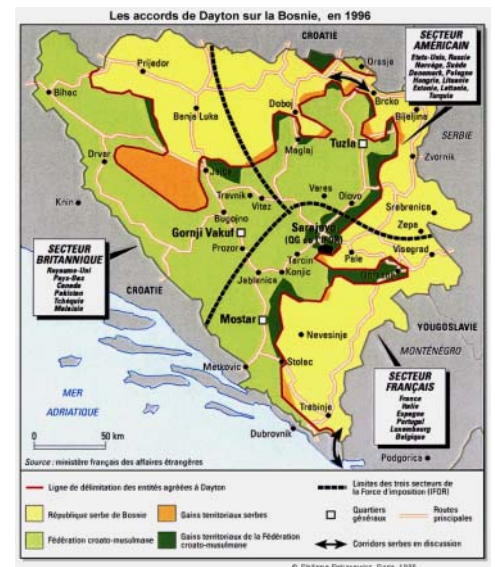 Les accords de Dayton sur la Bosnie, en 1996
CROATIE
SECTEUR
AMÉRICAIN
Etats-Unis, Russie
Norvège, Suède
Danemark, Pologne
Hongrie, Lituanie
Estonie, Lettonie,
Turquie
Prijedor
Orasje
Bihac
Banja Luka
Doboj
Brcko
Bijeljina
SERBIE
Tuzla
Maglaj
Drvar
Zvornik
Jajce
Knin
Travnik
Vitez
Vares
Olovo
Bugojno
Srebrenica
Gornji Vakuf
Sarajevo
(QG de l'IFOR)
Zepa
Prozor
Visegrad
SECTEUR
BRITANNIQUE
Royaume-Uni
Pays-Bas
Canada
Pakistan
Tchéquie
Malaisie
Tarcin
Pale
Konjic
Jablenica
CROATIE
Mostar
YOUGOSLAVIE
Nevesinje
MONTÉNÉGRO
Metkovic
Stolec
SECTEUR
FRANÇAIS
France
Italie
Espagne
Portugal
Luxembourg
Belgique
MER
ADRIATIQUE
Trebinje
0 50 km
Dubrovnik
Podgorica
Source : ministère français des affaires étrangères
Ligne de délimitation des entités agréées à Dayton
Limites des trois secteurs
de la Force d'imposition (IFOR)
République serbe de Bosnie
Gains territoriaux serbes
Quartiers
généraux
Routes
principales
Fédération croato-musulmane
Gains territoriaux de la Fédération
croato-musulmane
Corridors serbes en discussion